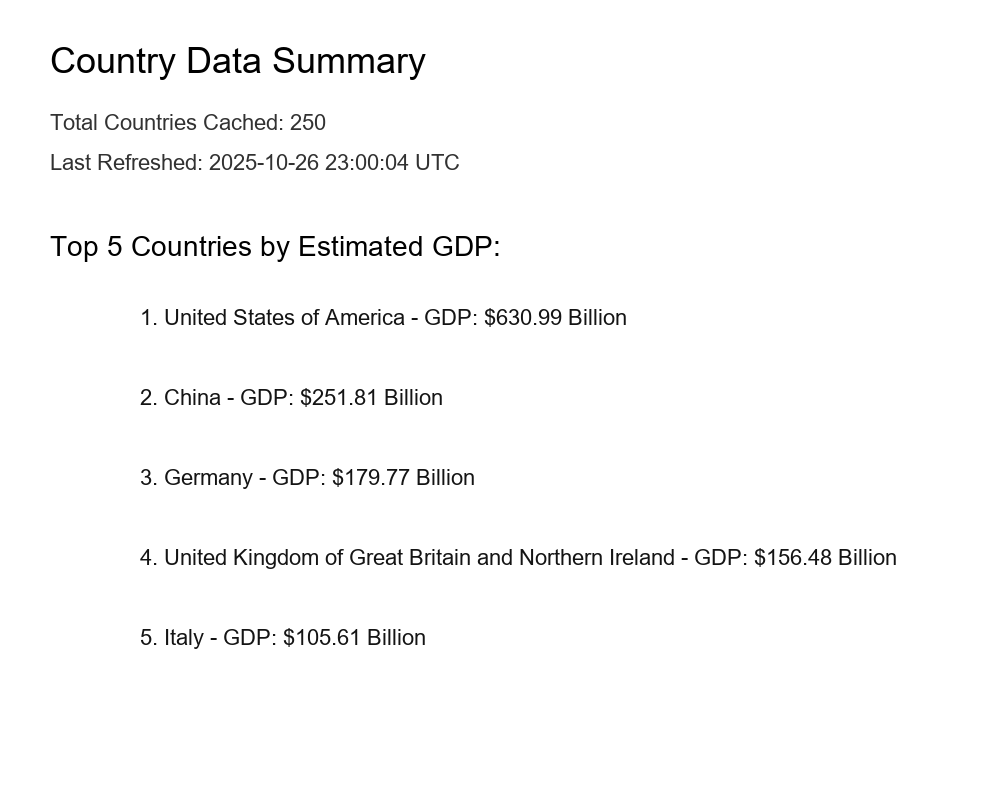 Country Data Summary
Total Countries Cached: 250
Last Refreshed: 2025-10-26 23:00:04 UTC
Top 5 Countries by Estimated GDP:
1. United States of America - GDP: $630.99 Billion
2. China - GDP: $251.81 Billion
3. Germany - GDP: $179.77 Billion
4. United Kingdom of Great Britain and Northern Ireland - GDP: $156.48 Billion
5. Italy - GDP: $105.61 Billion